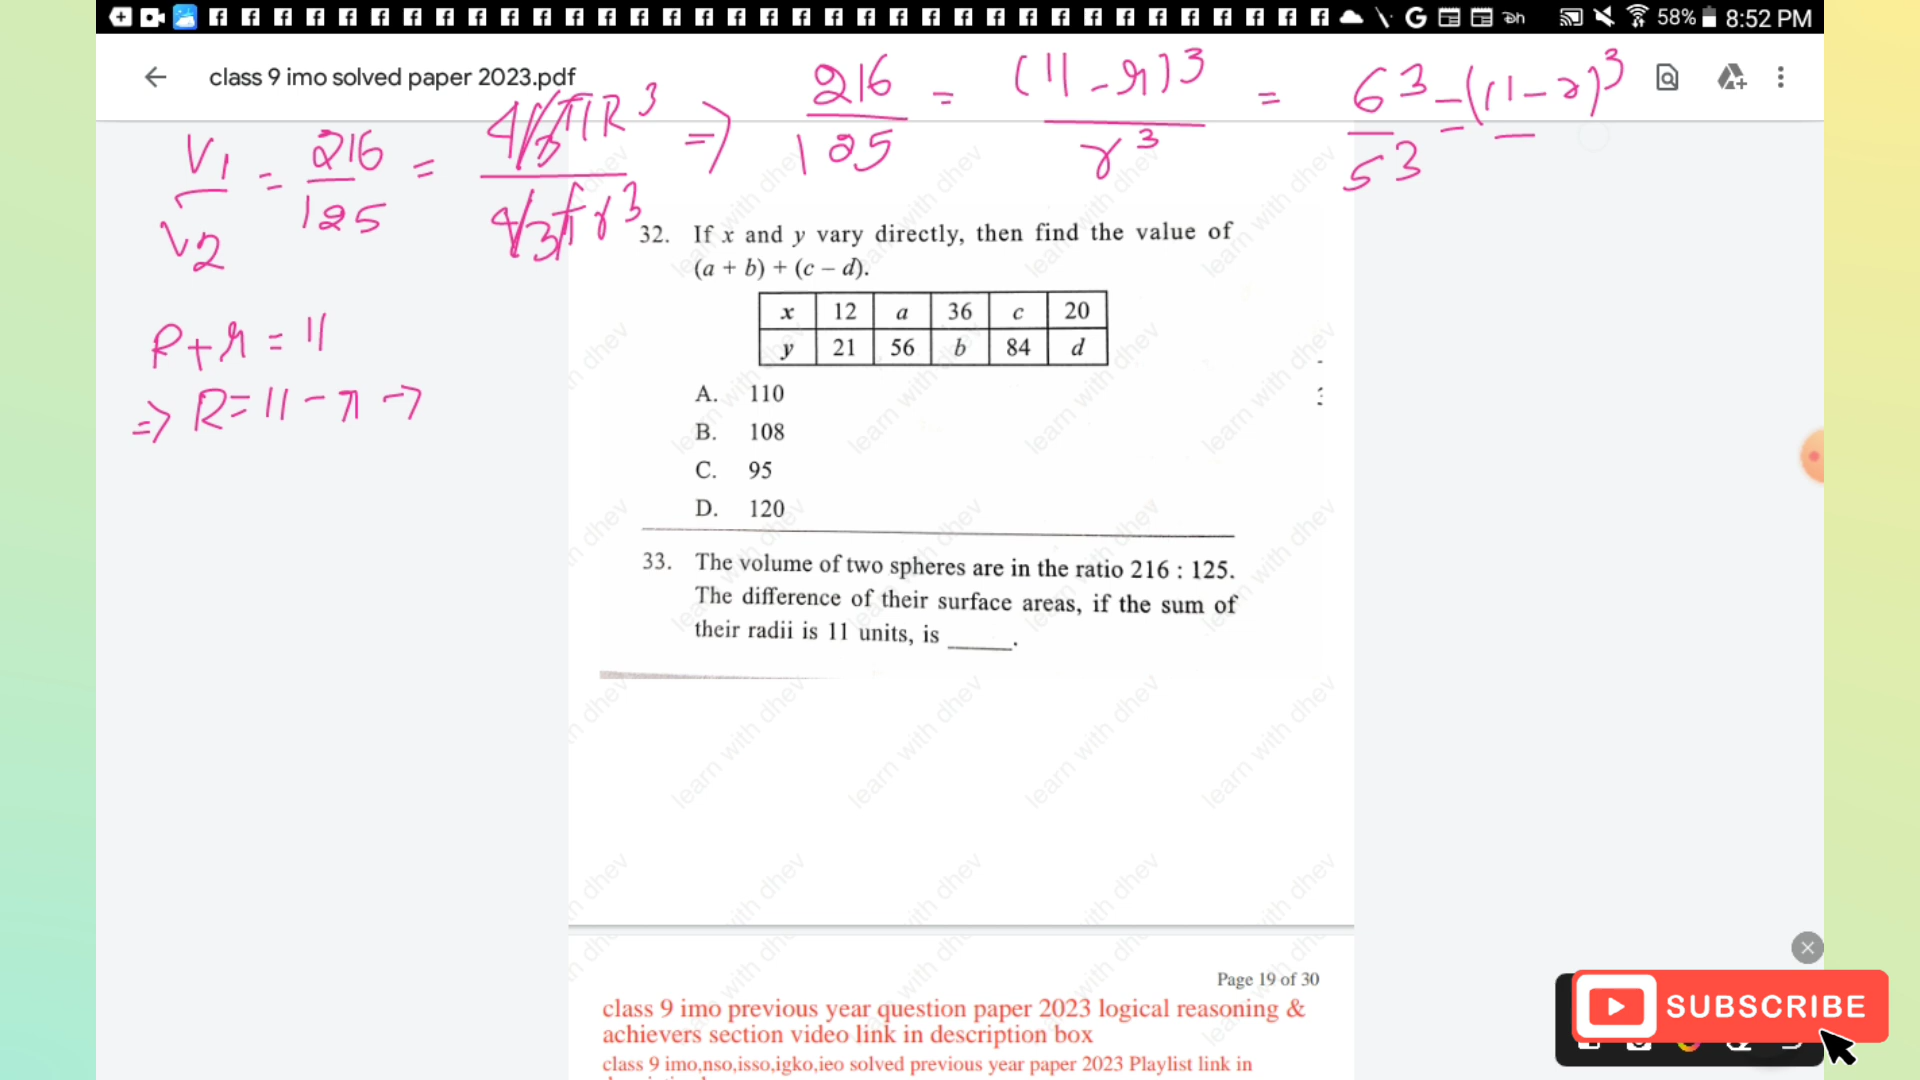 58% 8:52 PM
class 9 imo solved paper 2023.pdf
V1/V2 = 216/125 = 4/3πR³ / 4/3πr³ => 216/125 = (11-r)³/r³ = 6³/5³ = (11-r)³
R+r = 11
=> R = 11 - r →
32. If x and y vary directly, then find the value of
(a + b) + (c – d).
x 12 a 36 c 20
y 21 56 b 84 d
A. 110
B. 108
C. 95
D. 120
33. The volume of two spheres are in the ratio 216 : 125.
The difference of their surface areas, if the sum of
their radii is 11 units, is _____.
learn with dhev
Page 19 of 30
class 9 imo previous year question paper 2023 logical reasoning &
achievers section video link in description box
class 9 imo,nso,isso,igko,ieo solved previous year paper 2023 Playlist link in
SUBSCRIBE